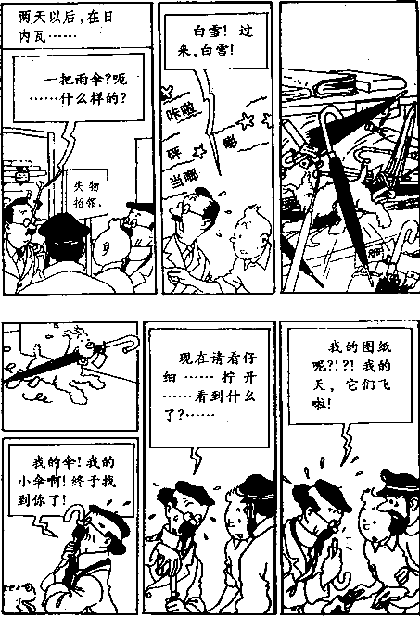 两天以后,在日
内瓦……
一把雨伞?呃
……什么样的?
失物
招领.
白雪! 过
来,白雪!
咔啦
砰
嘭
当啷
我的伞!我的
小伞啊!终于找
到你了!
现在请看仔
细 …… 拧开
……看到什么
了?……
我的图纸
呢?!?! 我的
天, 它们飞
啦!